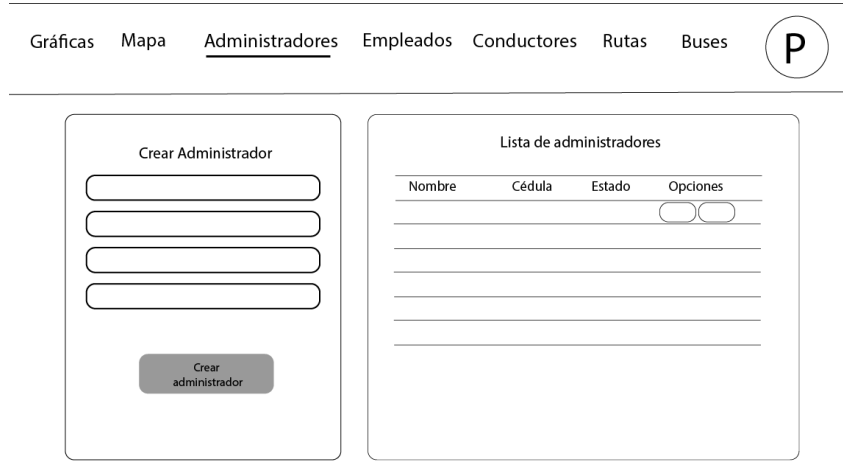 Gráficas Mapa Administradores Empleados Conductores Rutas Buses P
Crear Administrador
Crear
administrador
Lista de administradores
Nombre Cédula Estado Opciones